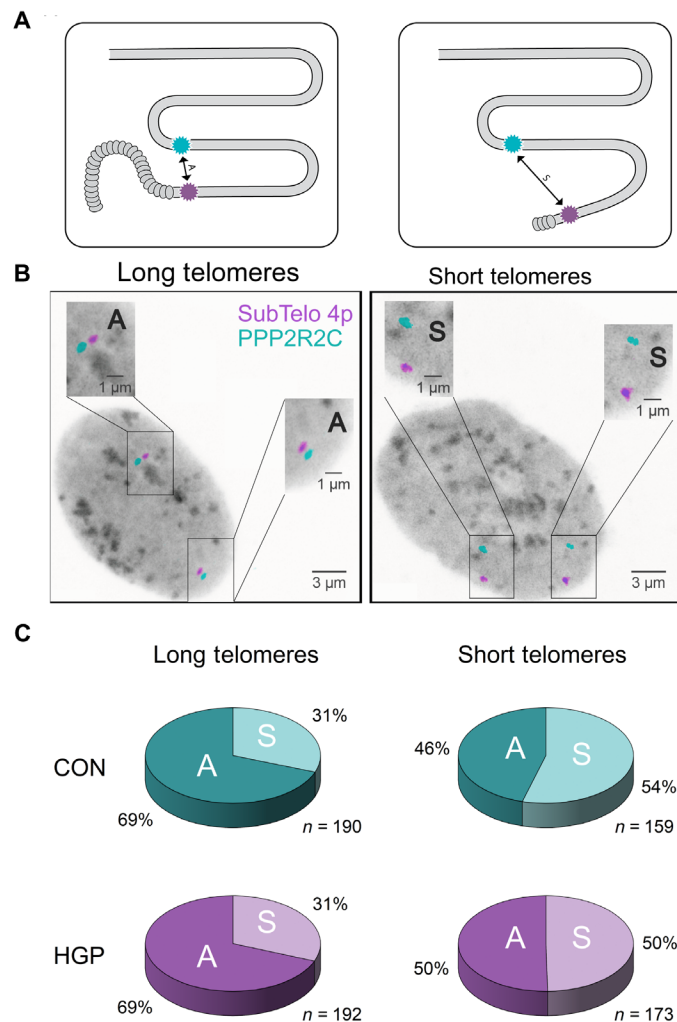 A
A
S
B
Long telomeres
Short telomeres
A
SubTelo 4p
PPP2R2C
1 µm
A
1 µm
3 µm
S
1 µm
S
1 µm
3 µm
C
Long telomeres
Short telomeres
CON
31%
S
A
69%
n = 190
46%
A
S
54%
n = 159
HGP
31%
S
A
69%
n = 192
A
S
50%
50%
n = 173